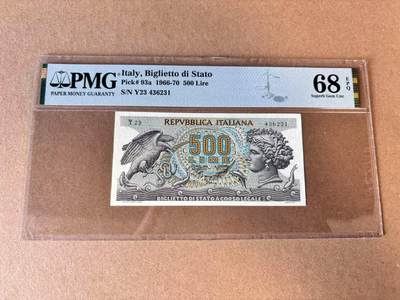 PMG
PAPER MONEY GUARANTY
Italy, Biglietto di Stato
Pick# 93a 1966-70 500 Lire
S/N Y23 436231
68 EPQ
Superb Gem Unc
REPVBBLICA ITALIANA
Y 23
436231
500
LIRE
BIGLIETTO DI STATO A CORSO LEGALE